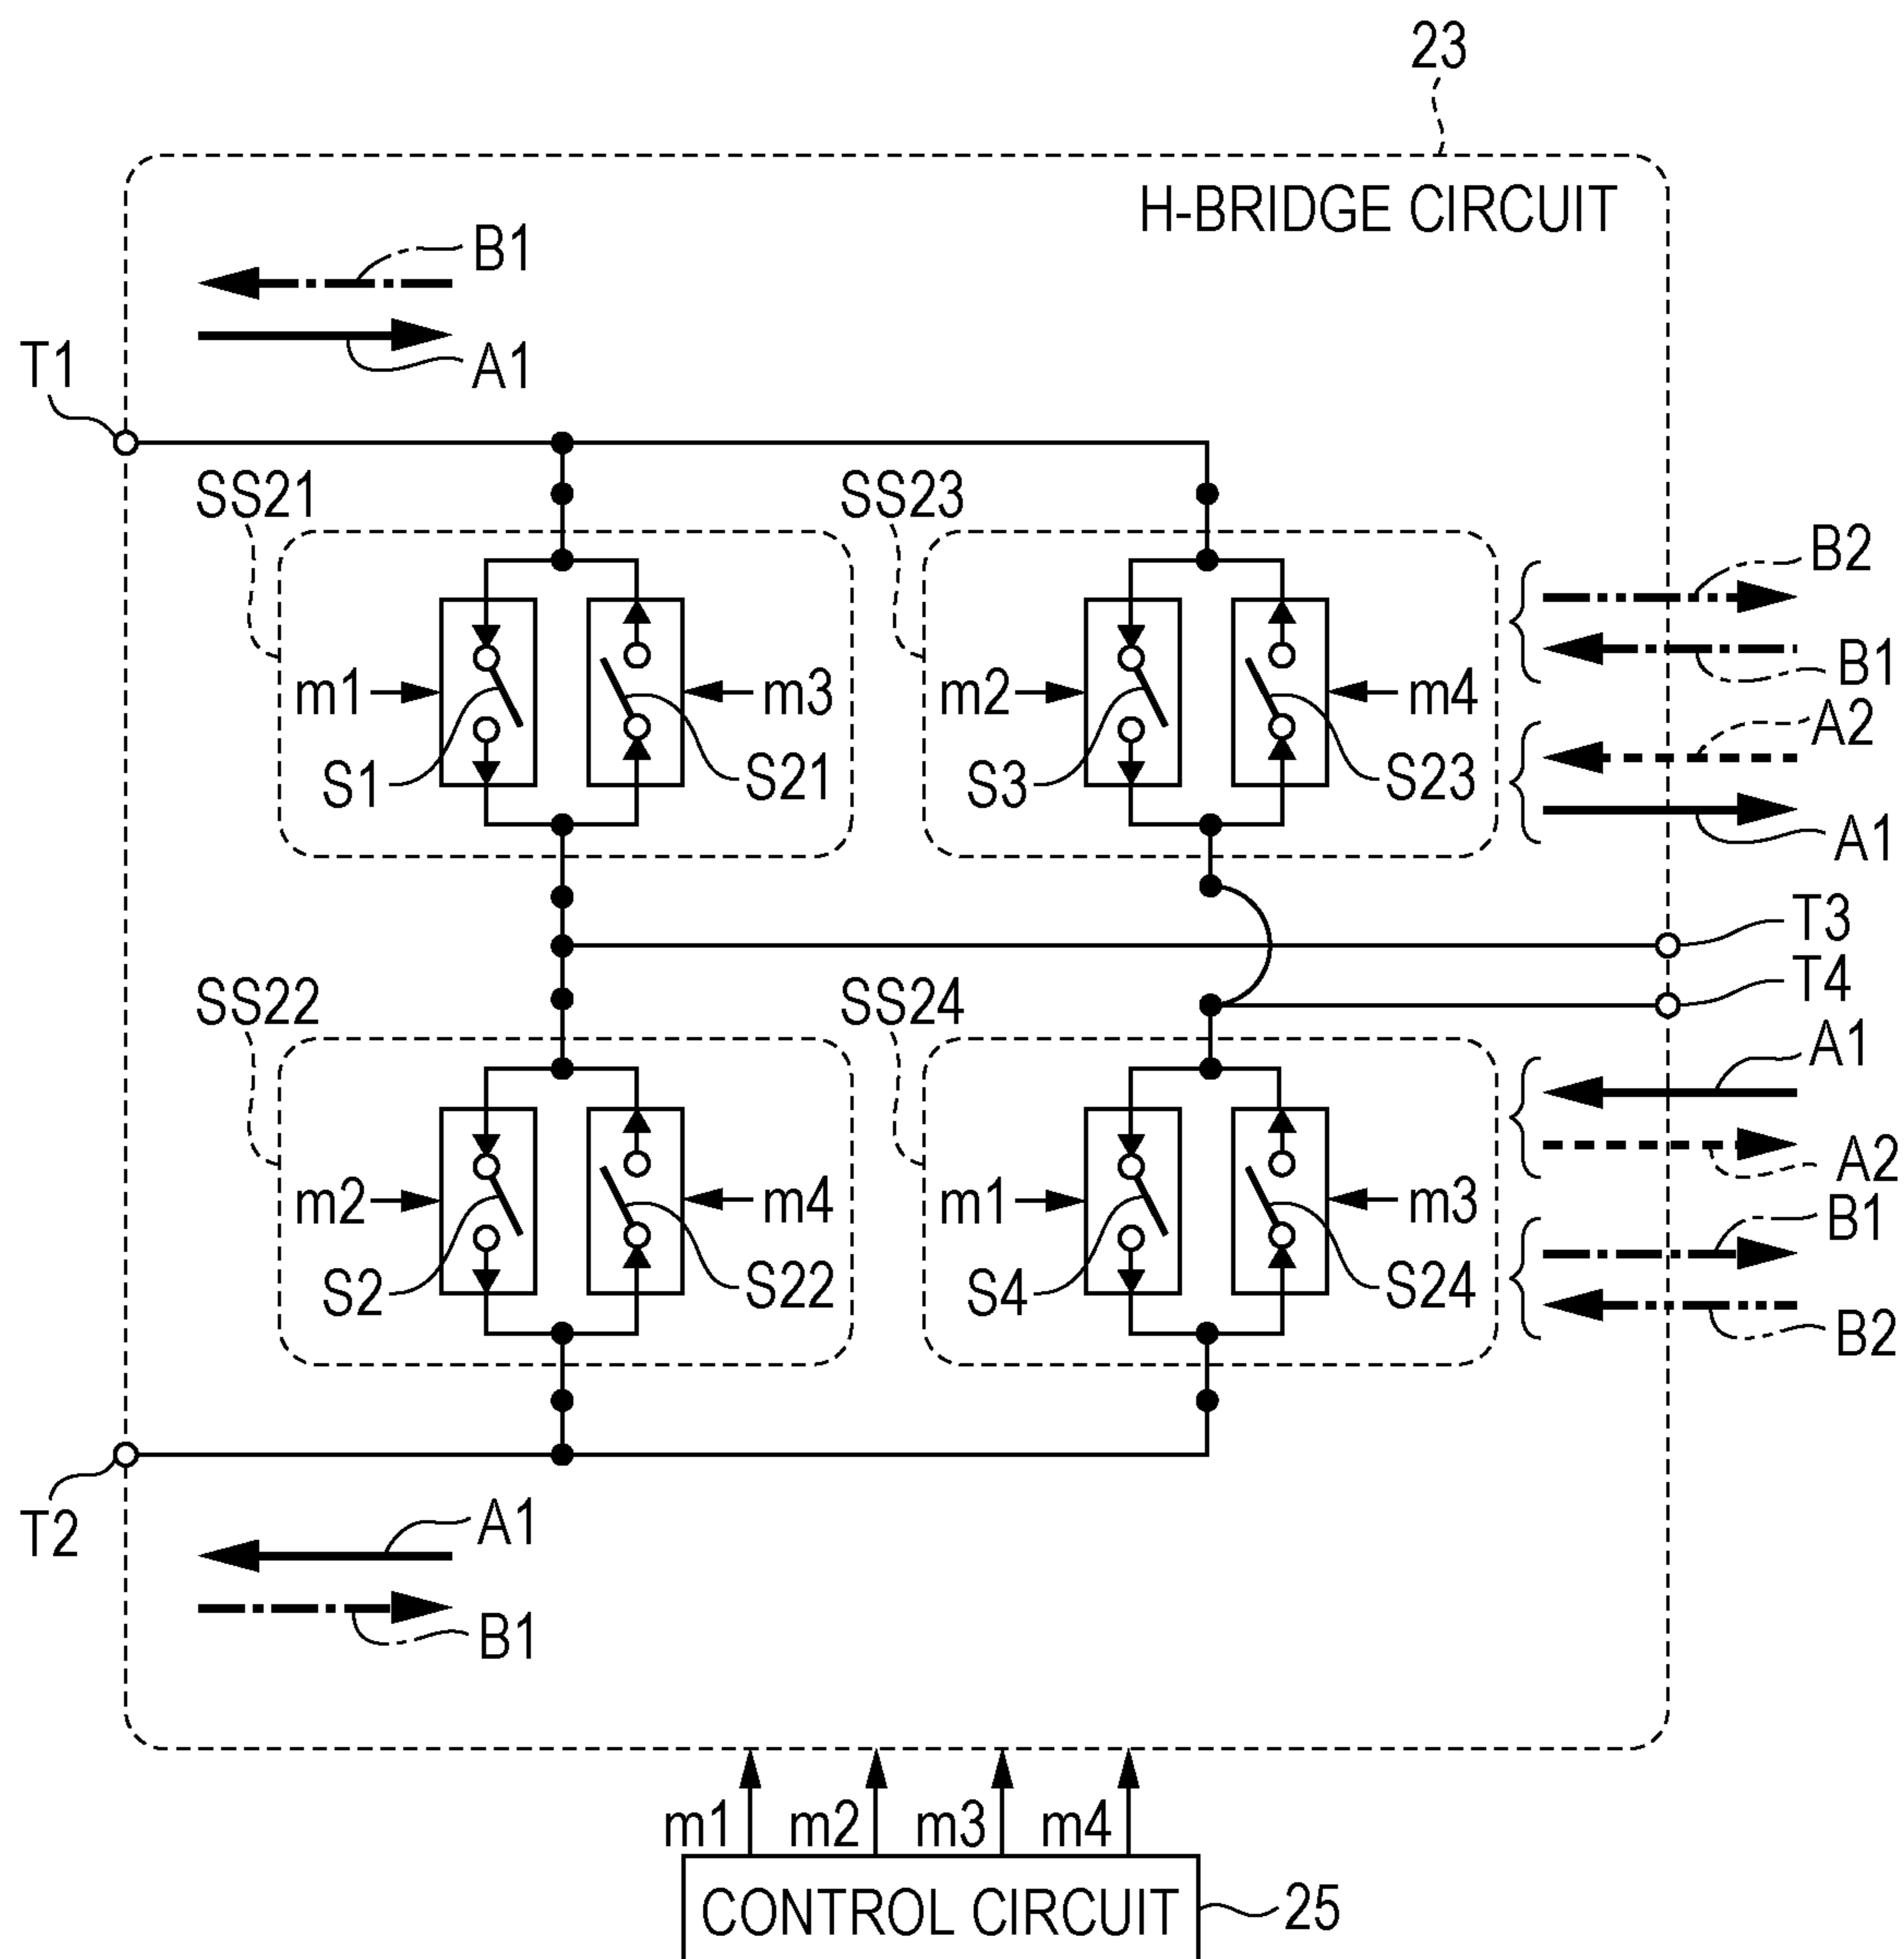 23
H-BRIDGE CIRCUIT
B1
A1
T1
SS21
SS23
B2
B1
m1
m3
m2
m4
A2
S1
S21
S3
S23
A1
T3
T4
SS22
SS24
A1
A2
m2
m4
m1
m3
B1
S2
S22
S4
S24
B2
T2
A1
B1
m1
m2
m3
m4
CONTROL CIRCUIT
25